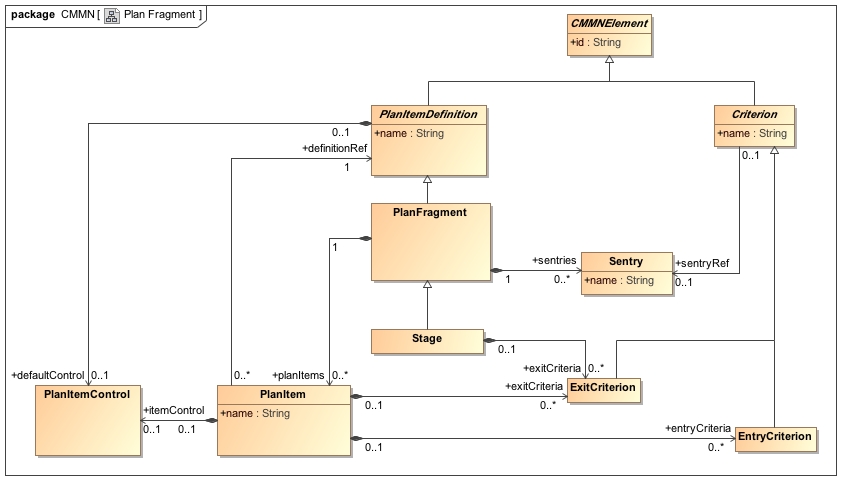 package CMMN [ Plan Fragment ]
CMMNElement
+id : String
PlanItemDefinition
+name : String
Criterion
+name : String
0..1
0..1
+definitionRef
1
PlanFragment
1
+sentries
1
0..*
Sentry
+name : String
+sentryRef
0..1
Stage
0..1
+exitCriteria
0..*
+defaultControl
0..1
0..*
+planItems
0..*
PlanItemControl
+itemControl
0..1
0..1
PlanItem
+name : String
+exitCriteria
0..1
0..*
ExitCriterion
+entryCriteria
0..1
0..*
EntryCriterion